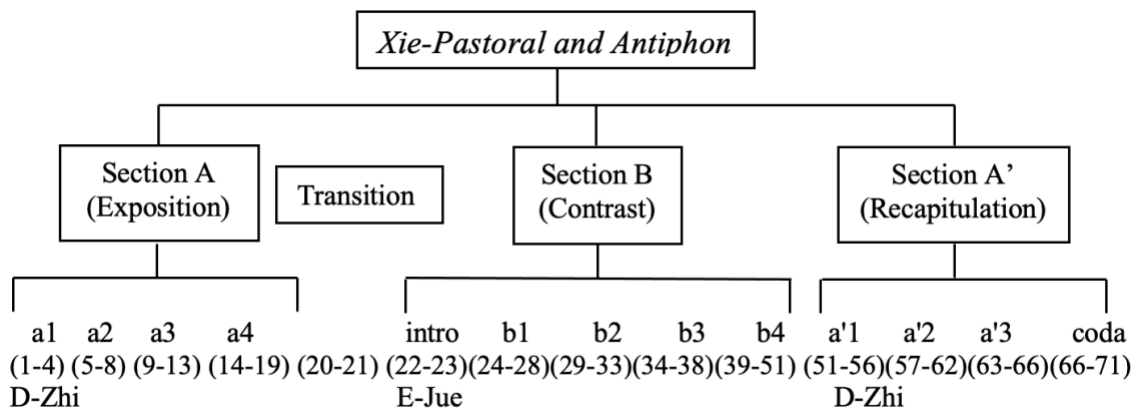 Xie-Pastoral and Antiphon
Section A
(Exposition)
Transition
Section B
(Contrast)
Section A’
(Recapitulation)
a1 a2 a3 a4 intro b1 b2 b3 b4 a'1 a'2 a'3 coda
(1-4) (5-8) (9-13) (14-19) (20-21) (22-23) (24-28) (29-33) (34-38) (39-51) (51-56) (57-62) (63-66) (66-71)
D-Zhi E-Jue D-Zhi